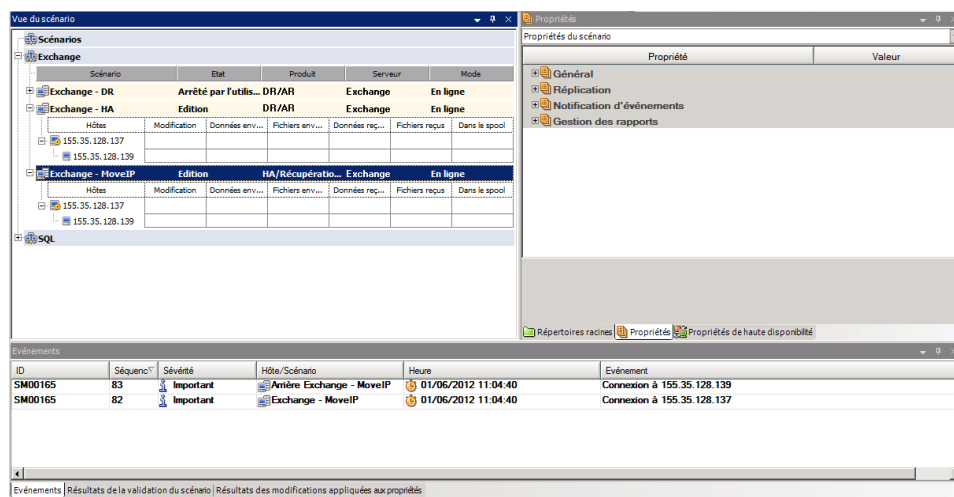 Vue du scénario
Scénarios
Exchange
Scénario Etat Produit Serveur Mode
Exchange - DR Arrêté par l'utilis... DR/AR Exchange En ligne
Exchange - HA Edition DR/AR Exchange En ligne
Hôtes Modification Données env... Fichiers env... Données reç... Fichiers reçus Dans le spool
155.35.128.137
155.35.128.139
Exchange - MoveIP Edition HA/Récupératio... Exchange En ligne
Hôtes Modification Données env... Fichiers env... Données reç... Fichiers reçus Dans le spool
155.35.128.137
155.35.128.139
SQL
Propriétés
Propriétés du scénario
Propriété Valeur
Général
Réplication
Notification d'événements
Gestion des rapports
Répertoires racines Propriétés Propriétés de haute disponibilité
Evénements
ID Séquenc Sévérité Hôte/Scénario Heure Evénement
SM00165 83 Important Arrière Exchange - MoveIP 01/06/2012 11:04:40 Connexion à 155.35.128.139
SM00165 82 Important Exchange - MoveIP 01/06/2012 11:04:40 Connexion à 155.35.128.137
Evénements Résultats de la validation du scénario Résultats des modifications appliquées aux propriétés